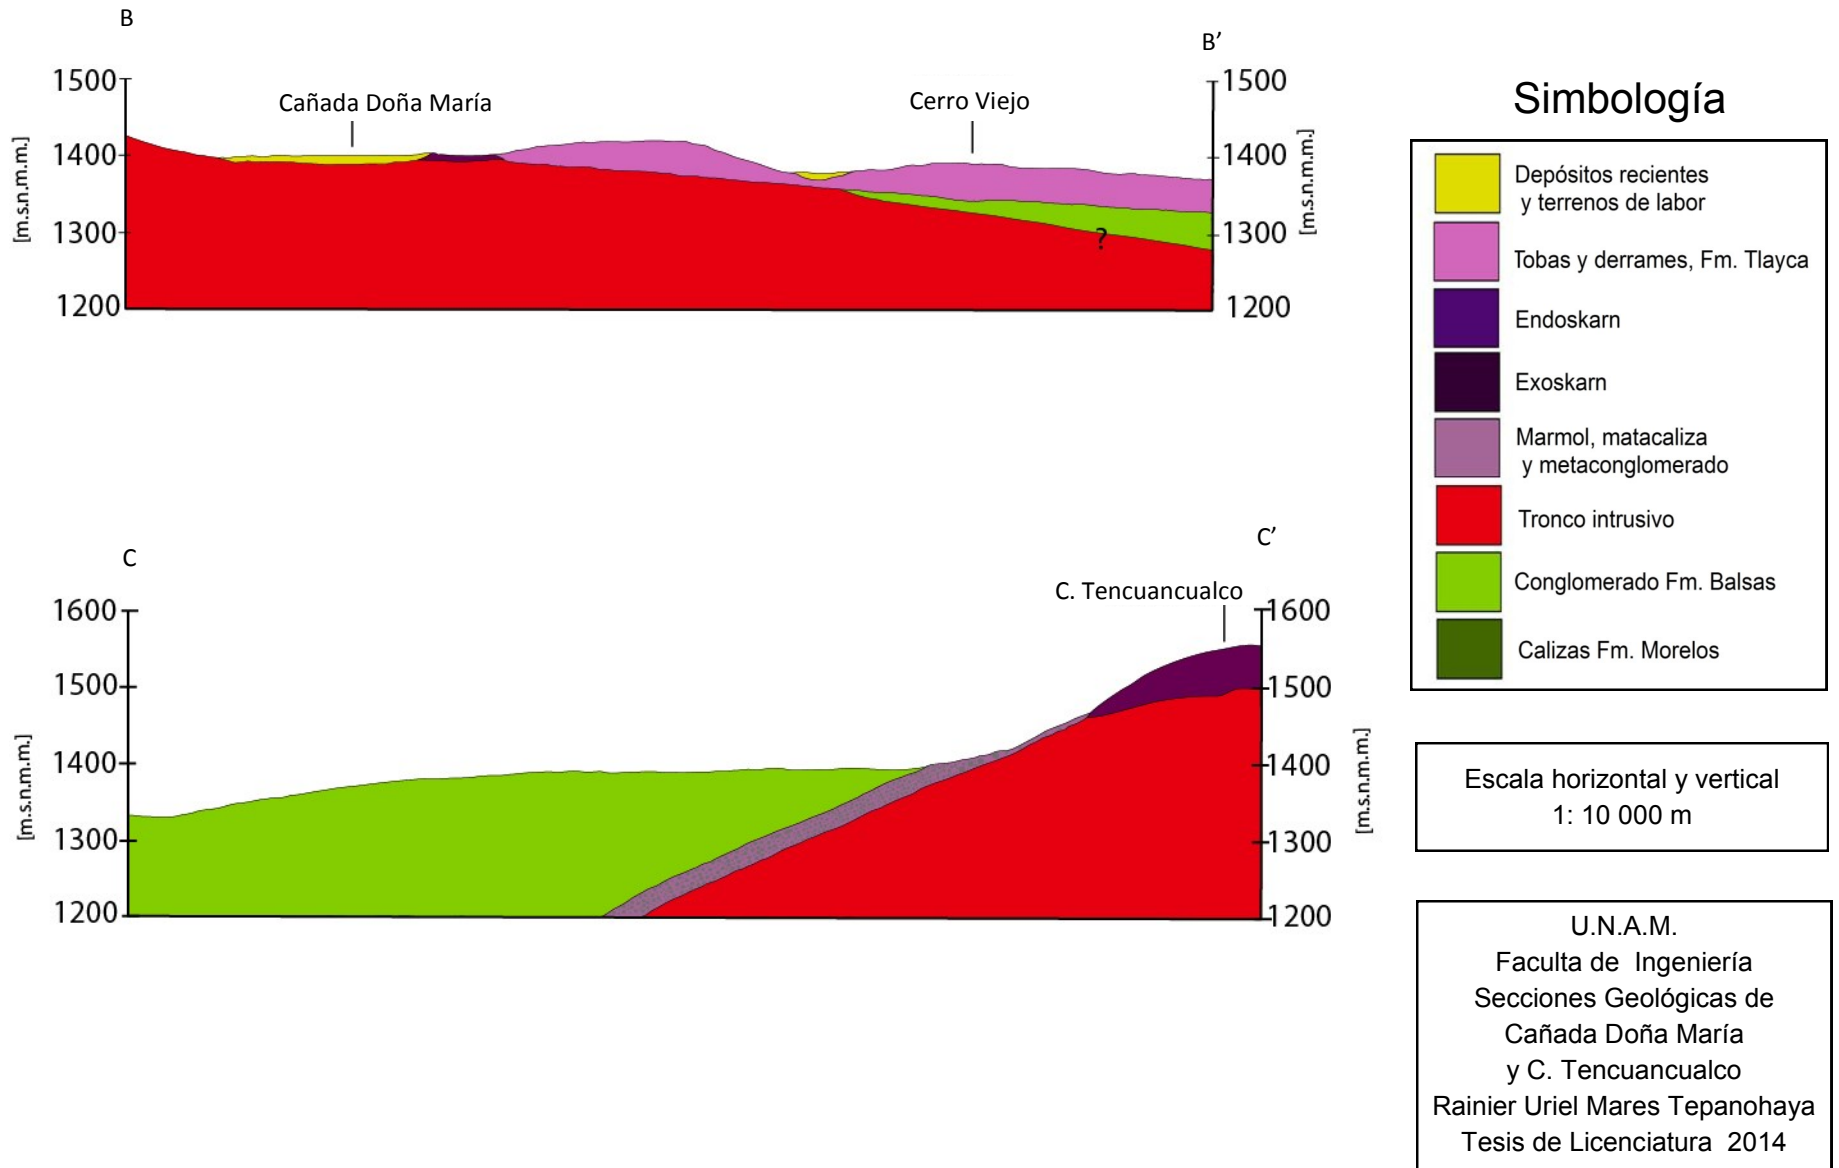 B
B’
1500
1400
1300
1200
[m.s.n.m.m.]
Cañada Doña María
Cerro Viejo
?
1500
1400
1300
1200
[m.s.n.m.m.]
C
C’
1600
1500
1400
1300
1200
[m.s.n.m.m.]
C. Tencuancualco
1600
1500
1400
1300
1200
[m.s.n.m.m.]
Simbología
Depósitos recientes
y terrenos de labor
Tobas y derrames, Fm. Tlayca
Endoskarn
Exoskarn
Marmol, matacaliza
y metaconglomerado
Tronco intrusivo
Conglomerado Fm. Balsas
Calizas Fm. Morelos
Escala horizontal y vertical
1: 10 000 m
U.N.A.M.
Faculta de Ingeniería
Secciones Geológicas de
Cañada Doña María
y C. Tencuancualco
Rainier Uriel Mares Tepanohaya
Tesis de Licenciatura 2014